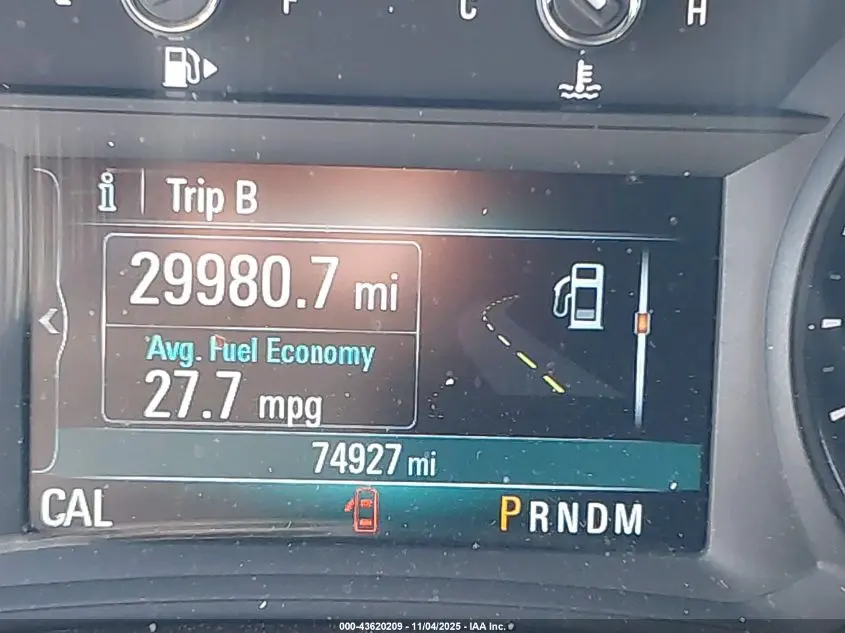 F C H
i Trip B
29980.7 mi
Avg. Fuel Economy
27.7 mpg
74927 mi
CAL PRNDM
000-43620209 - 11/04/2025 - IAA Inc.